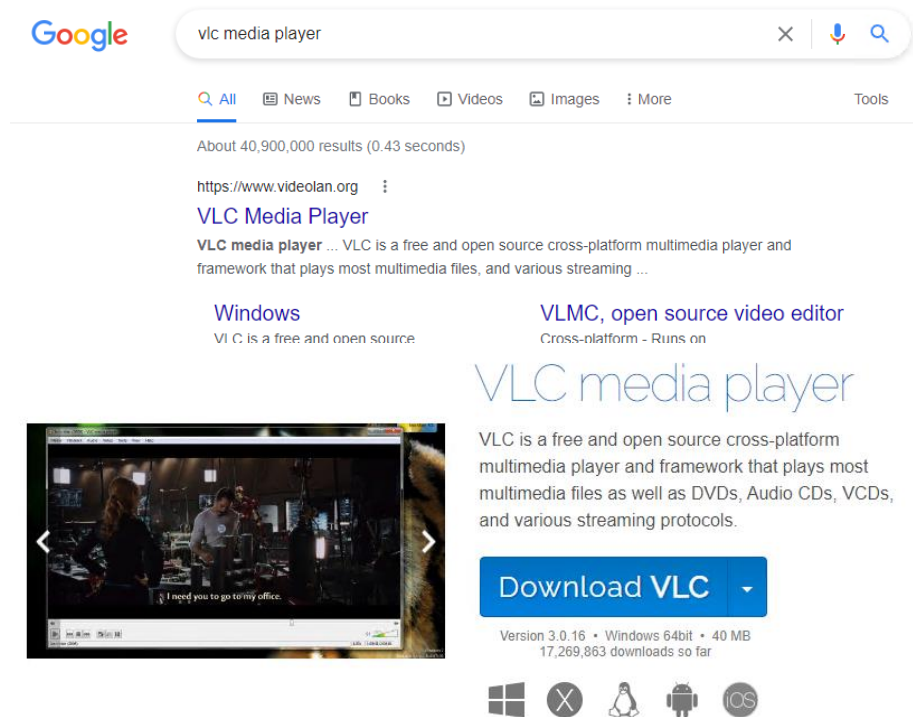 Google
vlc media player
All News Books Videos Images More Tools
About 40,900,000 results (0.43 seconds)
https://www.videolan.org
VLC Media Player
VLC media player ... VLC is a free and open source cross-platform multimedia player and
framework that plays most multimedia files, and various streaming ...
Windows
VLC is a free and open source
VLMC, open source video editor
Cross-platform - Runs on
I need you to go to my office.
VLC media player
VLC is a free and open source cross-platform
multimedia player and framework that plays most
multimedia files as well as DVDs, Audio CDs, VCDs,
and various streaming protocols.
Download VLC
Version 3.0.16 • Windows 64bit • 40 MB
17,269,863 downloads so far
iOS